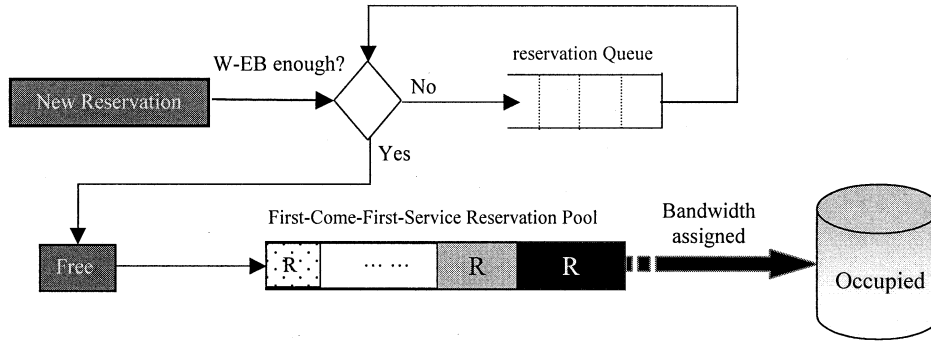 reservation Queue
W-EB enough?
New Reservation
No
Yes
First-Come-First-Service Reservation Pool
Bandwidth
assigned
Free
R
... ...
R
R
Occupied